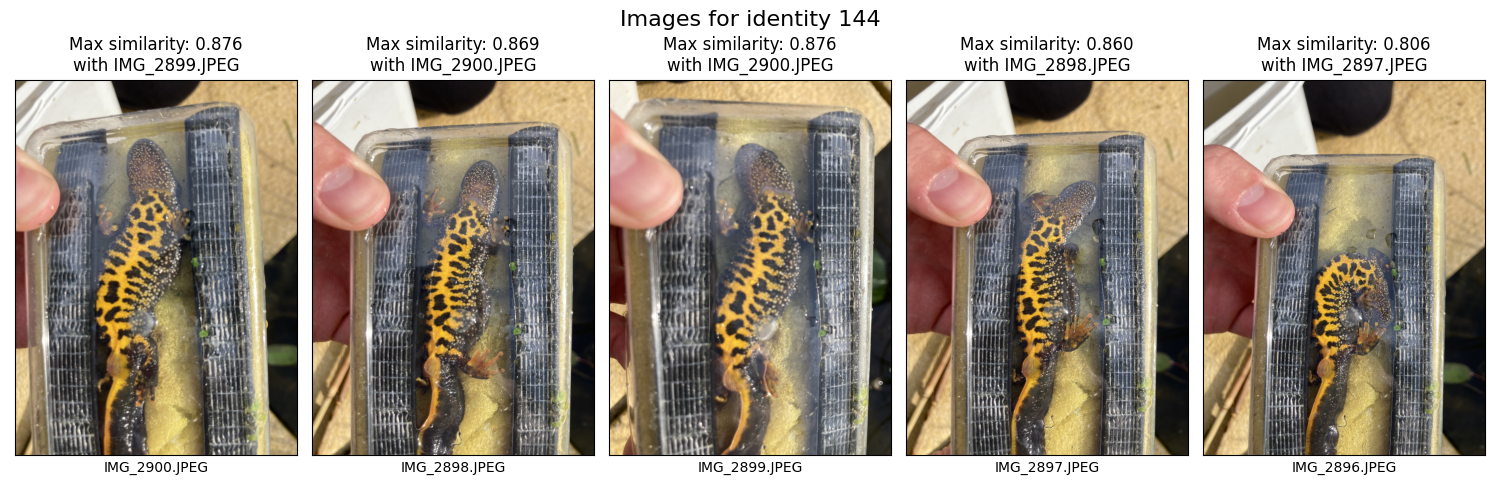 Images for identity 144
Max similarity: 0.876
with IMG_2899.JPEG
Max similarity: 0.869
with IMG_2900.JPEG
Max similarity: 0.876
with IMG_2900.JPEG
Max similarity: 0.860
with IMG_2898.JPEG
Max similarity: 0.806
with IMG_2897.JPEG
IMG_2900.JPEG
IMG_2898.JPEG
IMG_2899.JPEG
IMG_2897.JPEG
IMG_2896.JPEG